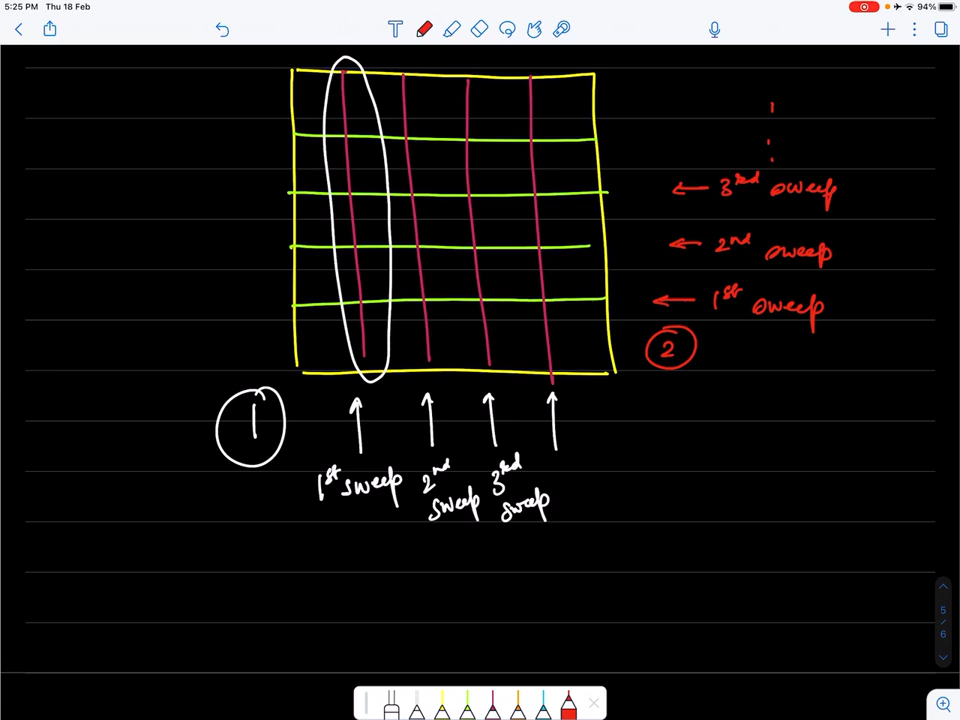 5:25 PM Thu 18 Feb
94%
T
3rd sweep
2nd sweep
1st sweep
2
1
1st sweep
2nd sweep
3rd sweep
5
/
6